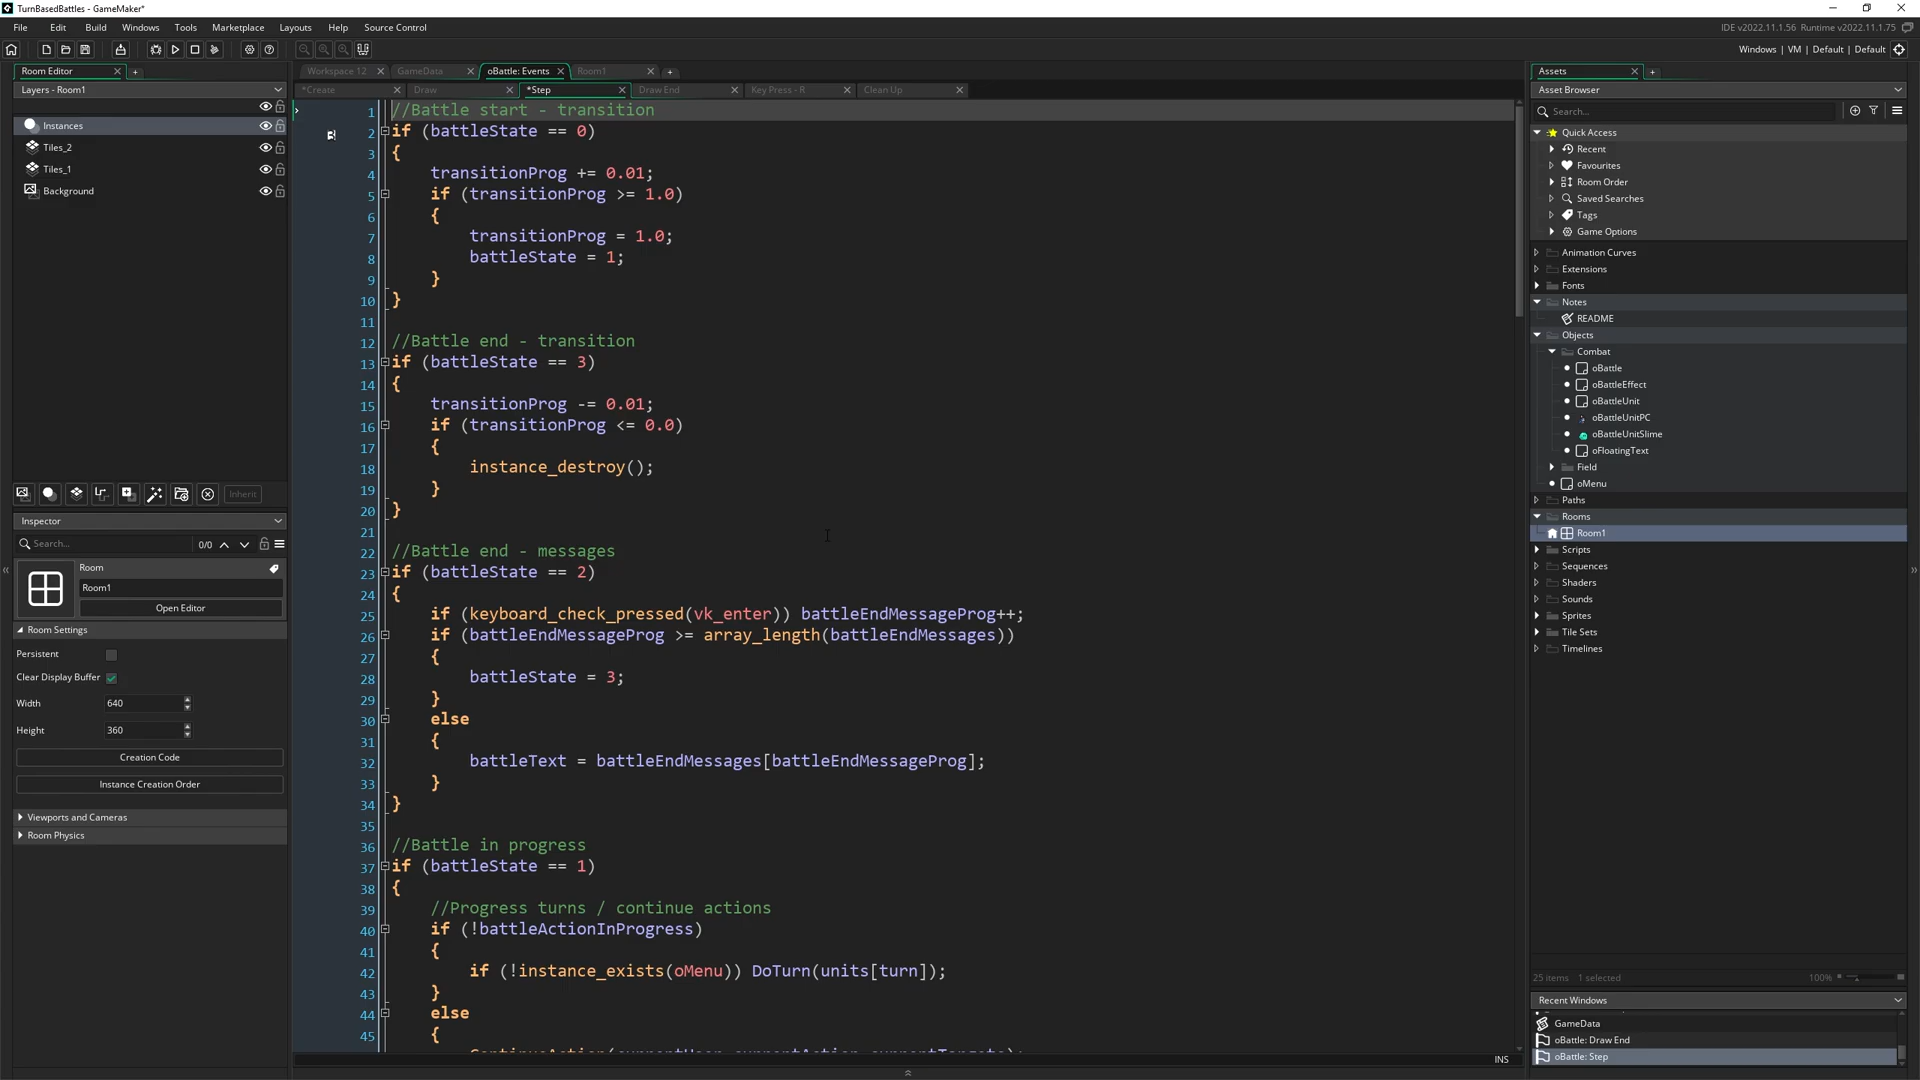 TurnBasedBattles - GameMaker*
File Edit Build Windows Tools Marketplace Layouts Help Source Control
IDE v2022.11.1.56 Runtime v2022.11.1.75
Windows | VM | Default | Default
Room Editor
Layers - Room1
Instances
Tiles_2
Tiles_1
Background
Inherit
Inspector
Search...
0/0
Room
Room1
Open Editor
Room Settings
Persistent
Clear Display Buffer
Width 640
Height 360
Creation Code
Instance Creation Order
Viewports and Cameras
Room Physics
Workspace 12 GameData oBattle: Events Room1
*Create Draw *Step Draw End Key Press - R Clean Up
1 //Battle start - transition
2 if (battleState == 0)
3 {
4 transitionProg += 0.01;
5 if (transitionProg >= 1.0)
6 {
7 transitionProg = 1.0;
8 battleState = 1;
9 }
10 }
11
12 //Battle end - transition
13 if (battleState == 3)
14 {
15 transitionProg -= 0.01;
16 if (transitionProg <= 0.0)
17 {
18 instance_destroy();
19 }
20 }
21
22 //Battle end - messages
23 if (battleState == 2)
24 {
25 if (keyboard_check_pressed(vk_enter)) battleEndMessageProg++;
26 if (battleEndMessageProg >= array_length(battleEndMessages))
27 {
28 battleState = 3;
29 }
30 else
31 {
32 battleText = battleEndMessages[battleEndMessageProg];
33 }
34 }
35
36 //Battle in progress
37 if (battleState == 1)
38 {
39 //Progress turns / continue actions
40 if (!battleActionInProgress)
41 {
42 if (!instance_exists(oMenu)) DoTurn(units[turn]);
43 }
44 else
45 {
INS
Assets
Asset Browser
Search...
Quick Access
Recent
Favourites
Room Order
Saved Searches
Tags
Game Options
Animation Curves
Extensions
Fonts
Notes
README
Objects
Combat
oBattle
oBattleEffect
oBattleUnit
oBattleUnitPC
oBattleUnitSlime
oFloatingText
Field
oMenu
Paths
Rooms
Room1
Scripts
Sequences
Shaders
Sounds
Sprites
Tile Sets
Timelines
25 items 1 selected 100%
Recent Windows
GameData
oBattle: Draw End
oBattle: Step